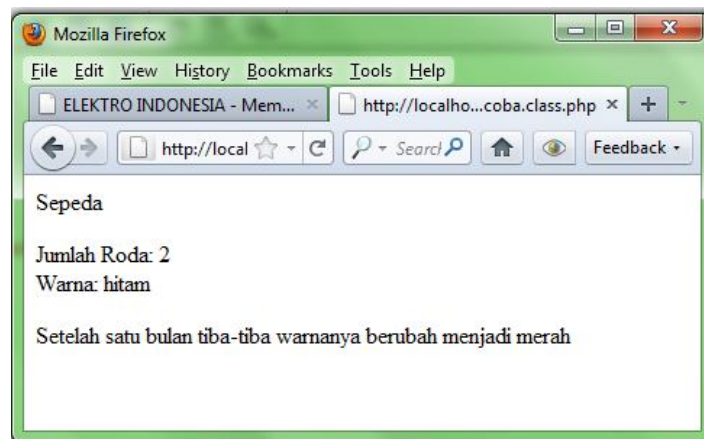 Mozilla Firefox
File Edit View History Bookmarks Tools Help
ELEKTRO INDONESIA - Mem... http://localho...coba.class.php
http://local Search Feedback
Sepeda
Jumlah Roda: 2
Warna: hitam
Setelah satu bulan tiba-tiba warnanya berubah menjadi merah